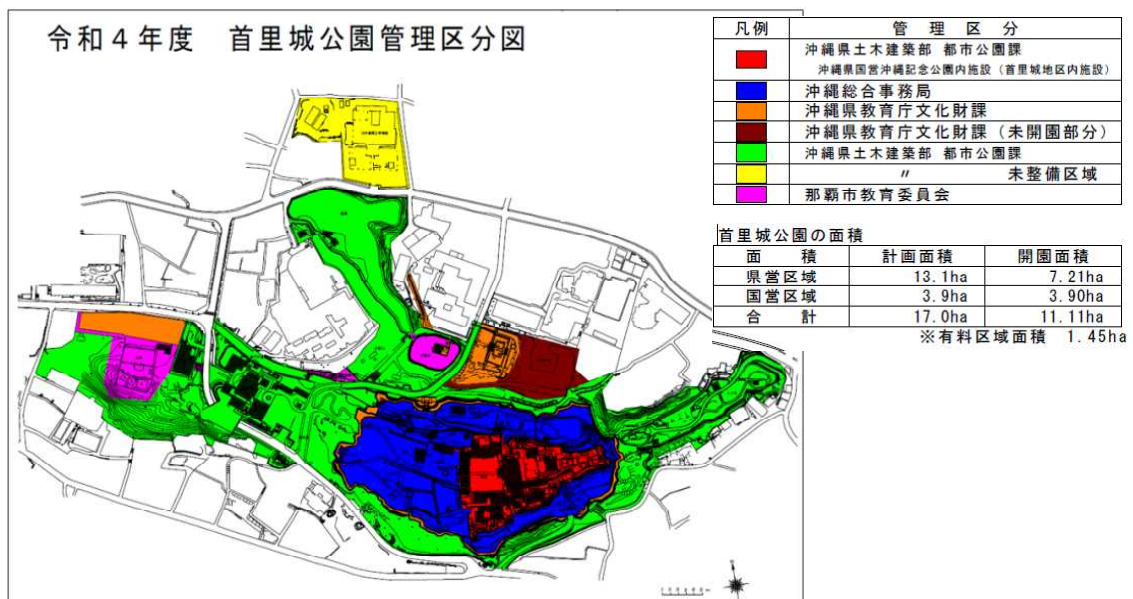 令和４年度　首里城公園管理区分図
凡例 管理区分
沖縄県土木建築部 都市公園課
沖縄県国営沖縄記念公園内施設（首里城地区内施設）
沖縄総合事務局
沖縄県教育庁文化財課
沖縄県教育庁文化財課（未開園部分）
沖縄県土木建築部 都市公園課
〃 未整備区域
那覇市教育委員会
首里城公園の面積
面積 計画面積 開園面積
県営区域 13.1ha 7.21ha
国営区域 3.9ha 3.90ha
合計 17.0ha 11.11ha
※有料区域面積 1.45ha